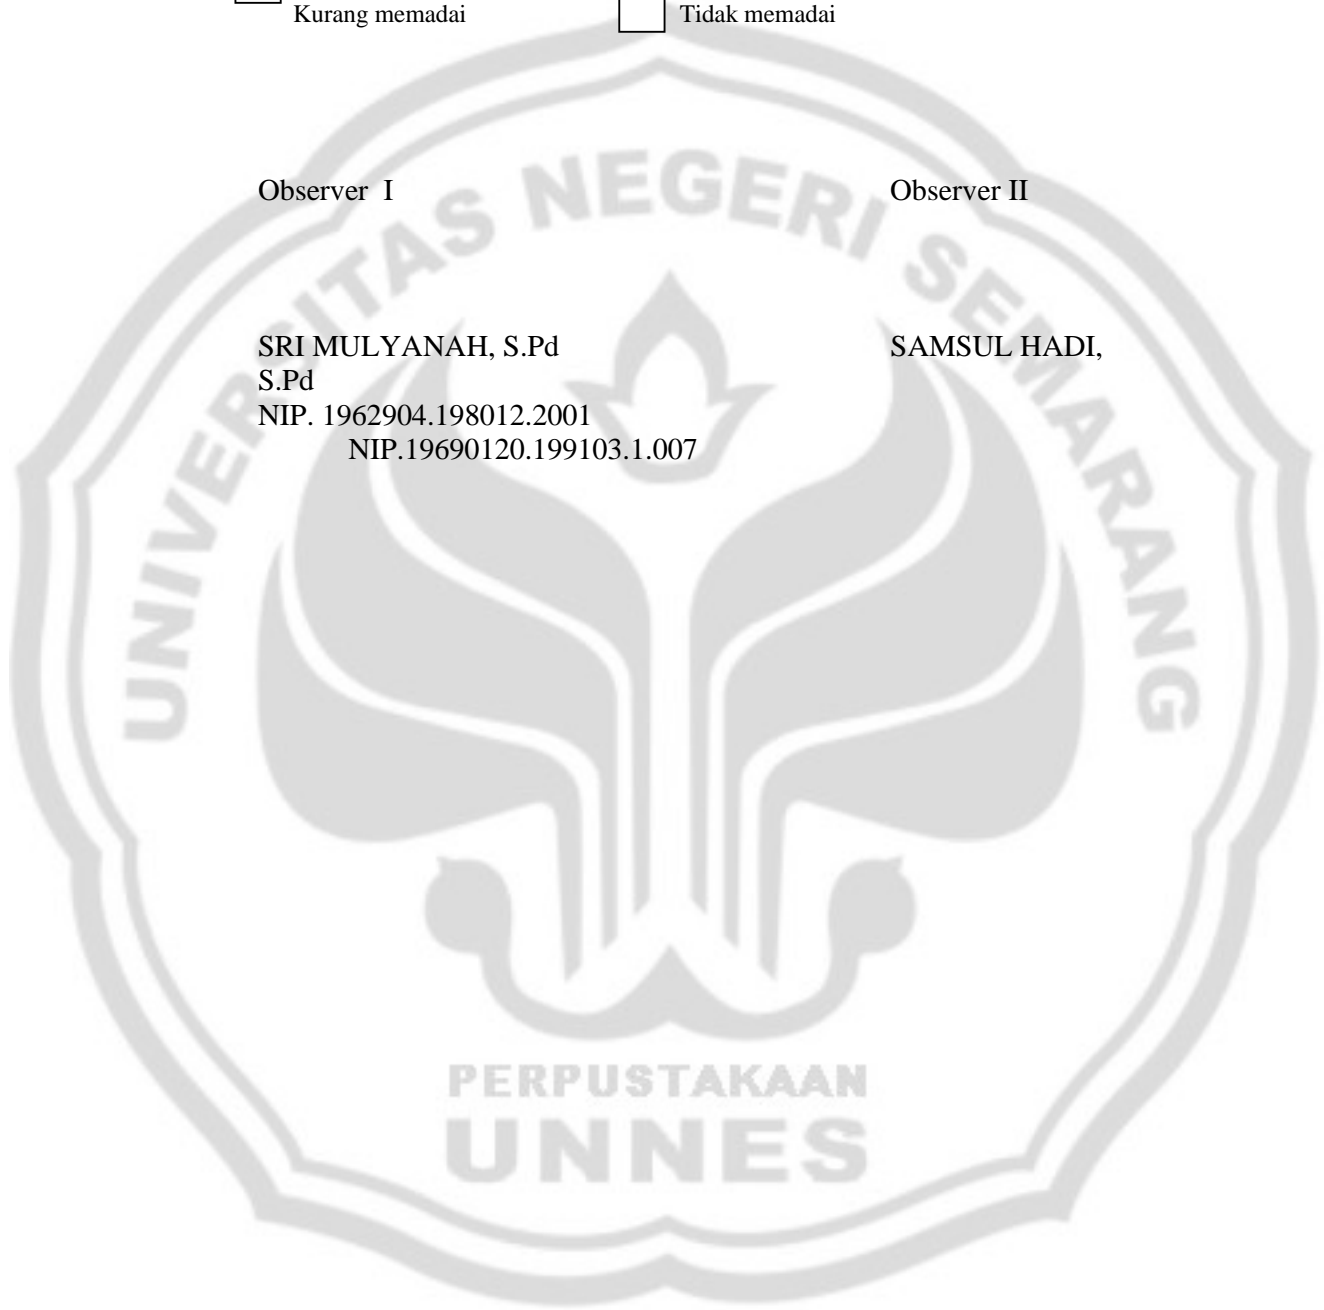 Kurang memadai Tidak memadai
Observer I Observer II
SRI MULYANAH, S.Pd SAMSUL HADI,
S.Pd
NIP. 1962904.198012.2001
NIP.19690120.199103.1.007
UNIVERSITAS NEGERI SEMARANG
PERPUSTAKAAN
UNNES